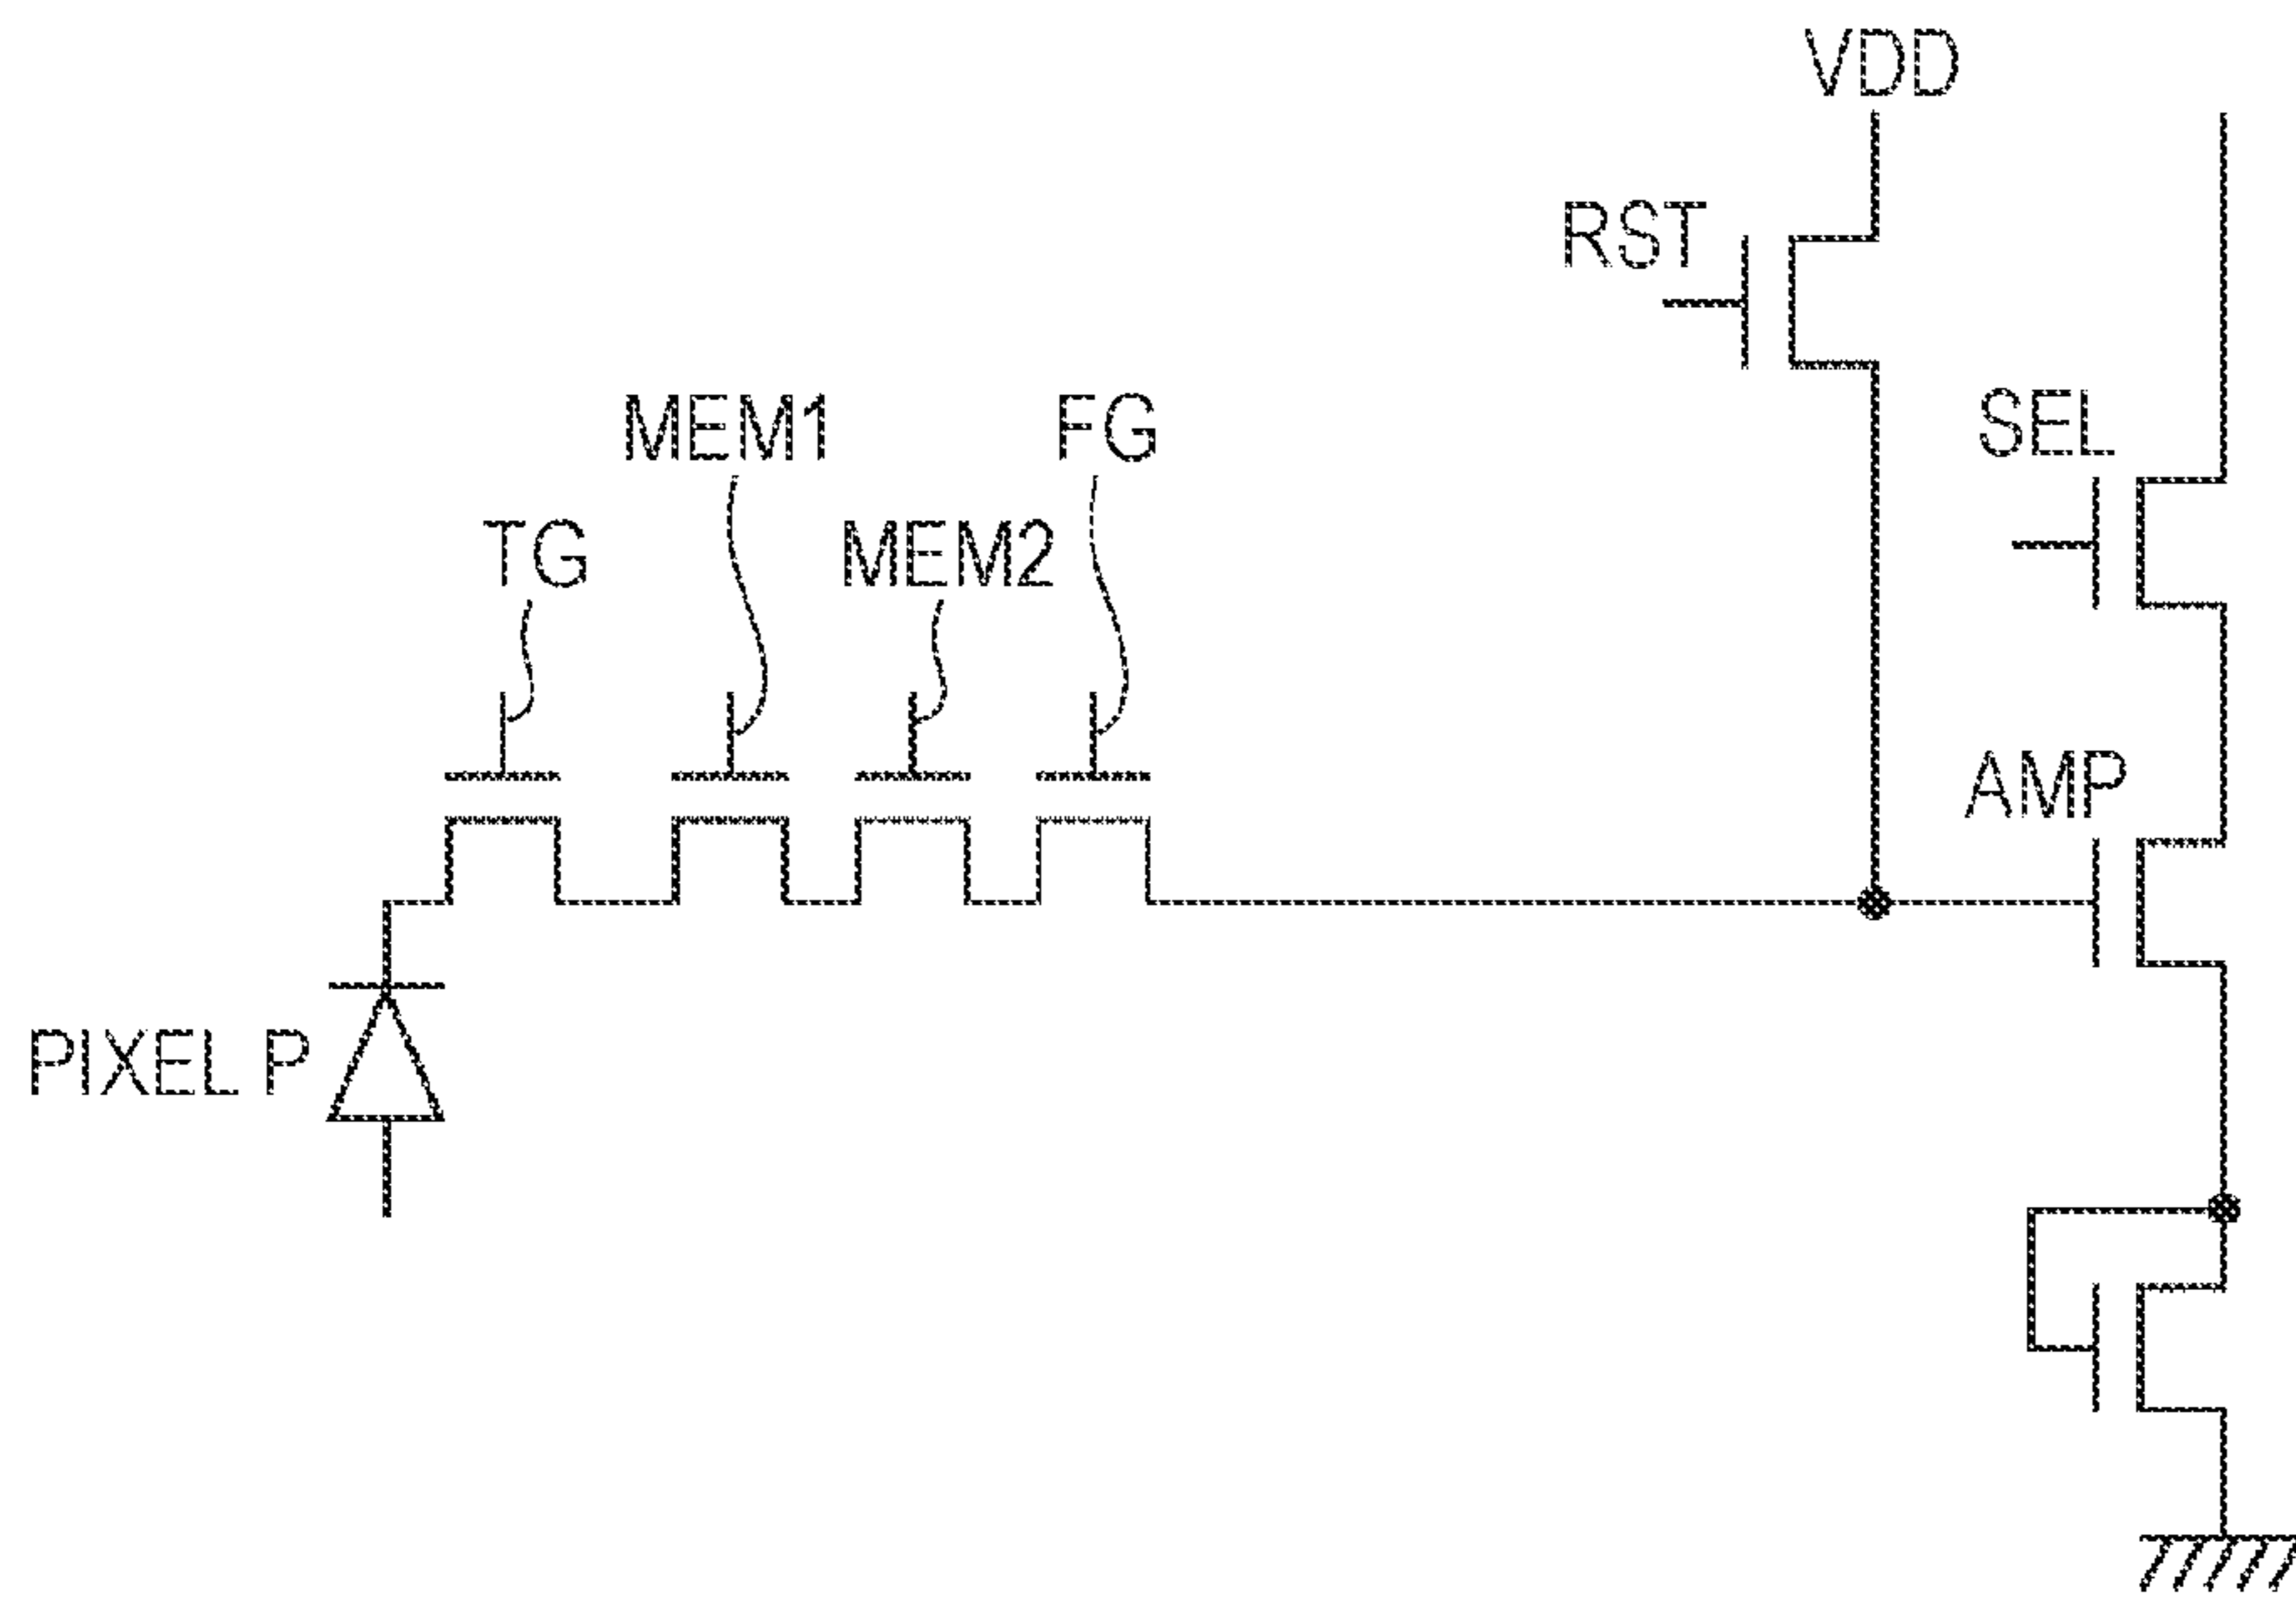 VDD
RST
SEL
MEM1
FG
TG
MEM2
AMP
PIXEL P